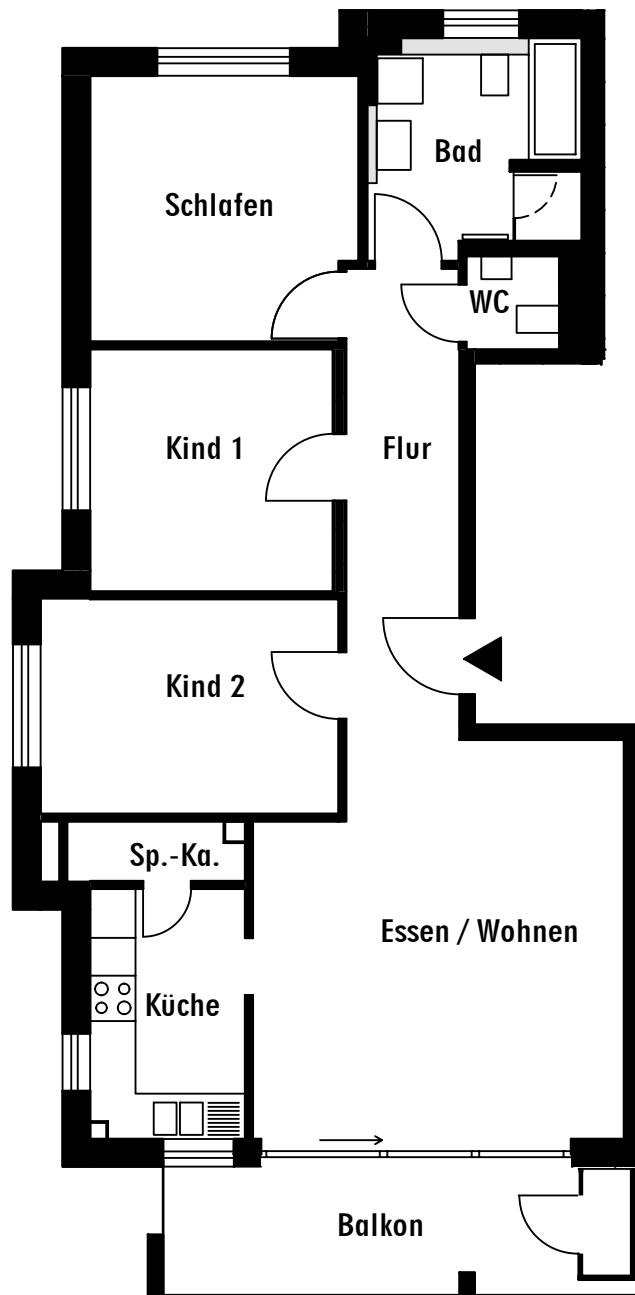 Bad
Schlafen
WC
Kind 1
Flur
Kind 2
Sp.-Ka.
Essen / Wohnen
Küche
Balkon